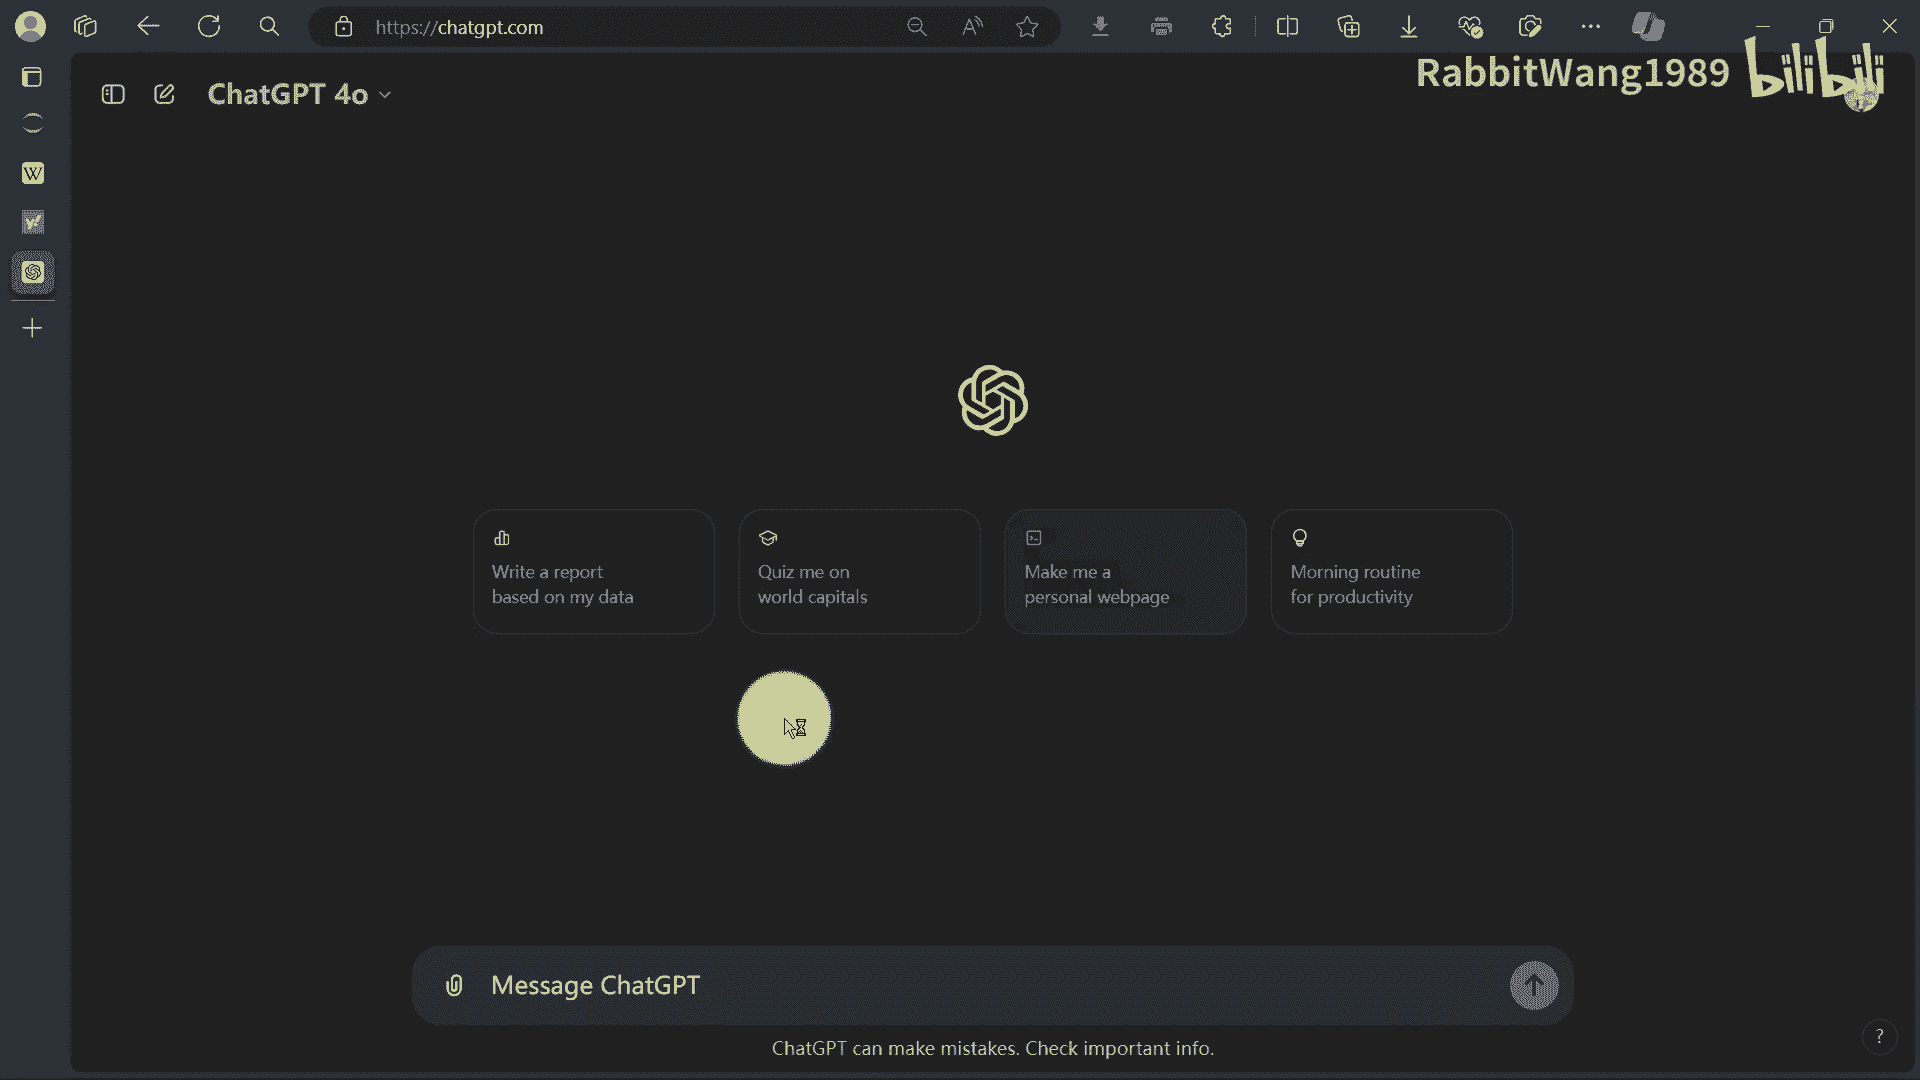 https://chatgpt.com
RabbitWang1989 bilibili
ChatGPT 4o
W
Write a report
based on my data
Quiz me on
world capitals
Make me a
personal webpage
Morning routine
for productivity
Message ChatGPT
ChatGPT can make mistakes. Check important info.
?